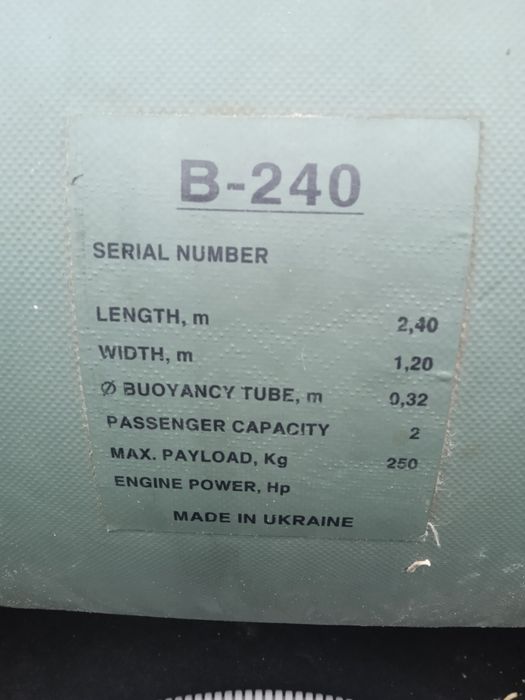 B-240
SERIAL NUMBER
LENGTH, m 2,40
WIDTH, m 1,20
Ø BUOYANCY TUBE, m 0,32
PASSENGER CAPACITY 2
MAX. PAYLOAD, Kg 250
ENGINE POWER, Hp
MADE IN UKRAINE